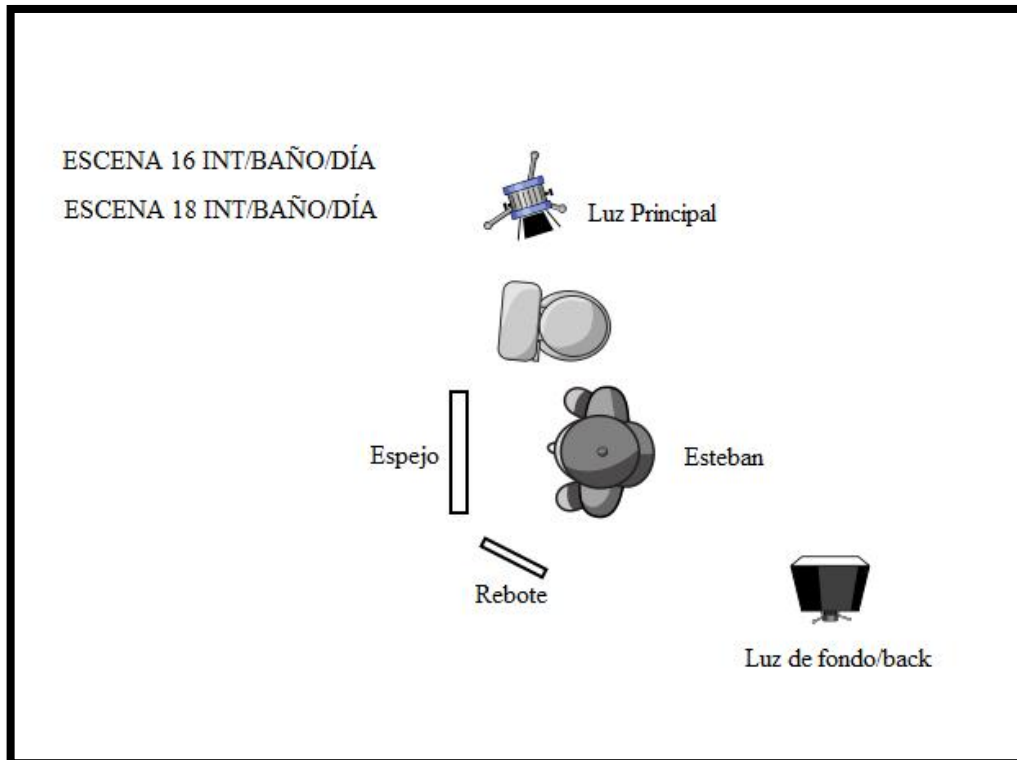 ESCENA 16 INT/BAÑO/DÍA
ESCENA 18 INT/BAÑO/DÍA
Luz Principal
Espejo
Esteban
Rebote
Luz de fondo/back